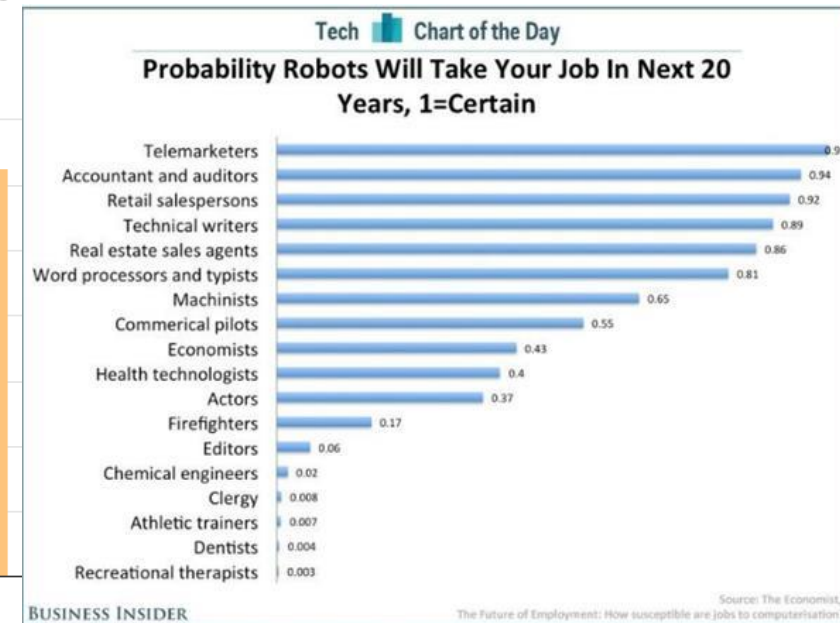 Tech Chart of the Day
Probability Robots Will Take Your Job In Next 20
Years, 1=Certain
Telemarketers 0.9
Accountant and auditors 0.94
Retail salespersons 0.92
Technical writers 0.89
Real estate sales agents 0.86
Word processors and typists 0.81
Machinists 0.65
Commerical pilots 0.55
Economists 0.43
Health technologists 0.4
Actors 0.37
Firefighters 0.17
Editors 0.06
Chemical engineers 0.02
Clergy 0.008
Athletic trainers 0.007
Dentists 0.004
Recreational therapists 0.003
Source: The Economist,
BUSINESS INSIDER The Future of Employment: How susceptible are jobs to computerisation